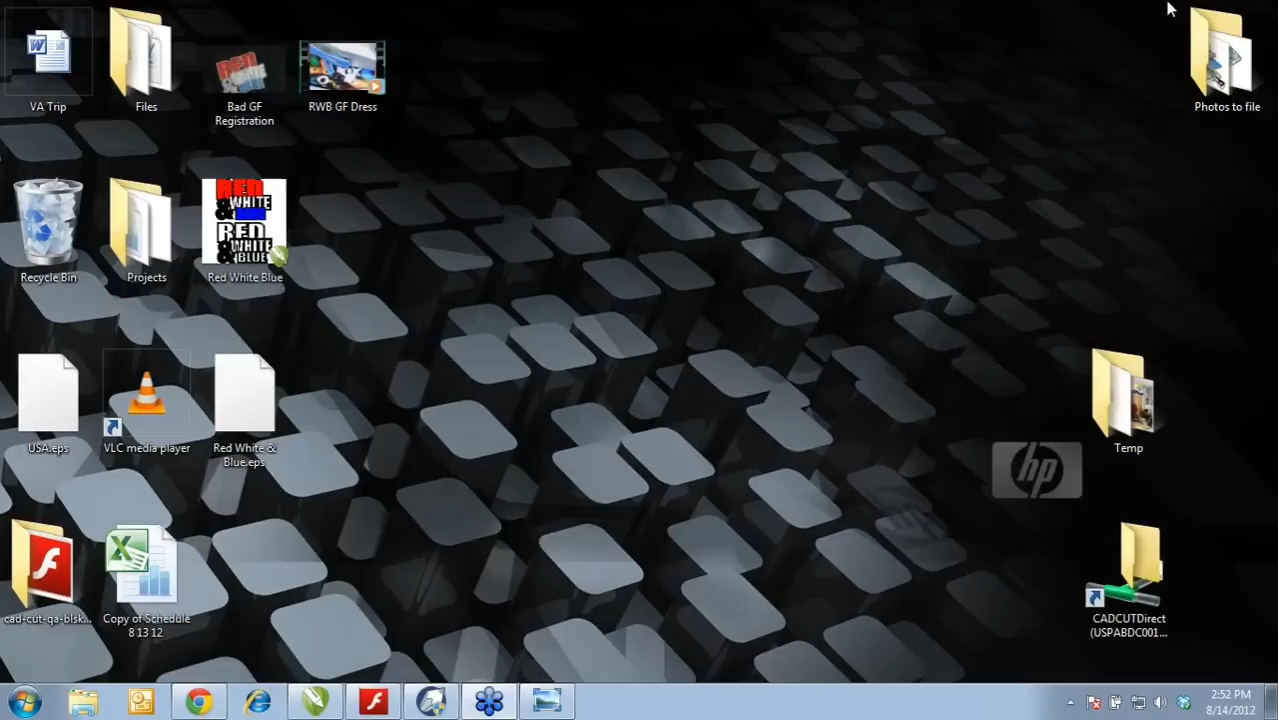 VA Trip
Files
Bad GF
Registration
RWB GF Dress
Photos to file
Recycle Bin
Projects
RED
WHITE
&
RED
&WHITE
&BLUE
Red White Blue
USA.eps
VLC media player
Red White &
Blue.eps
Temp
hp
cad-cut-qa-blsk...
Copy of Schedule
8 13 12
CADCUTDirect
(USPABDC001...
2:52 PM
8/14/2012